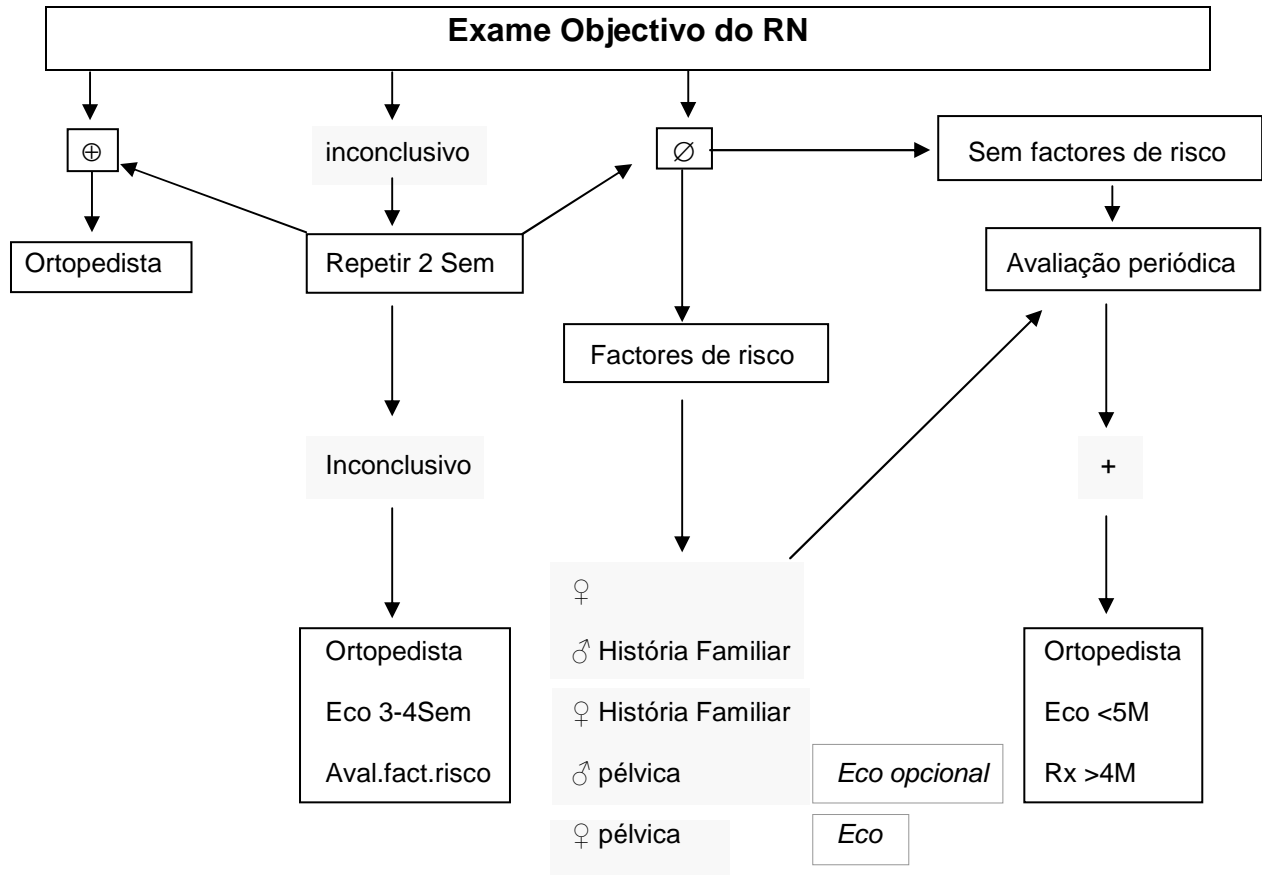 Exame Objectivo do RN
⊕
inconclusivo
∅
Sem factores de risco
Ortopedista
Repetir 2 Sem
Avaliação periódica
Factores de risco
Inconclusivo
+
♀
♂ História Familiar
♀ História Familiar
♂ pélvica
Eco opcional
♀ pélvica
Eco
Ortopedista
Eco 3-4Sem
Aval.fact.risco
Ortopedista
Eco <5M
Rx >4M